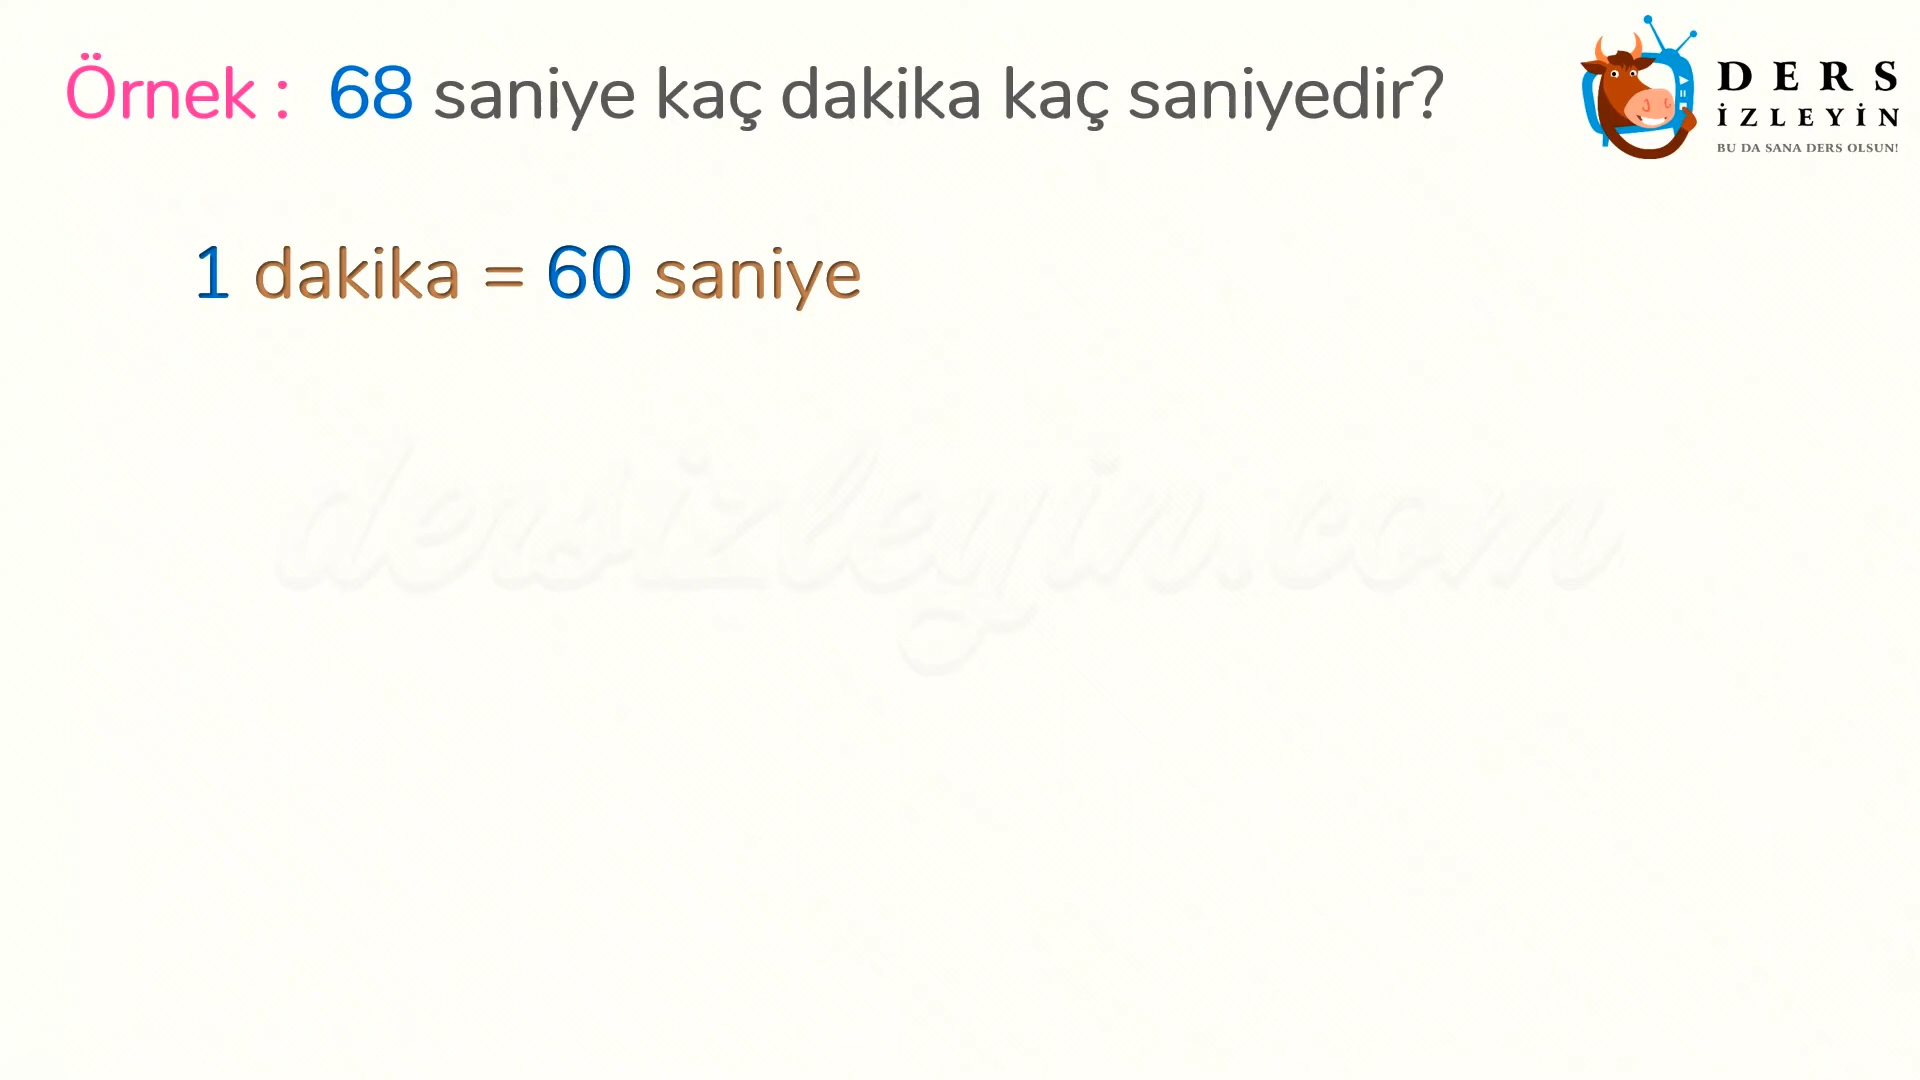 Örnek : 68 saniye kaç dakika kaç saniyedir?
DERS
İZLEYİN
BU DA SANA DERS OLSUN!
1 dakika = 60 saniye
dersizleyin.com